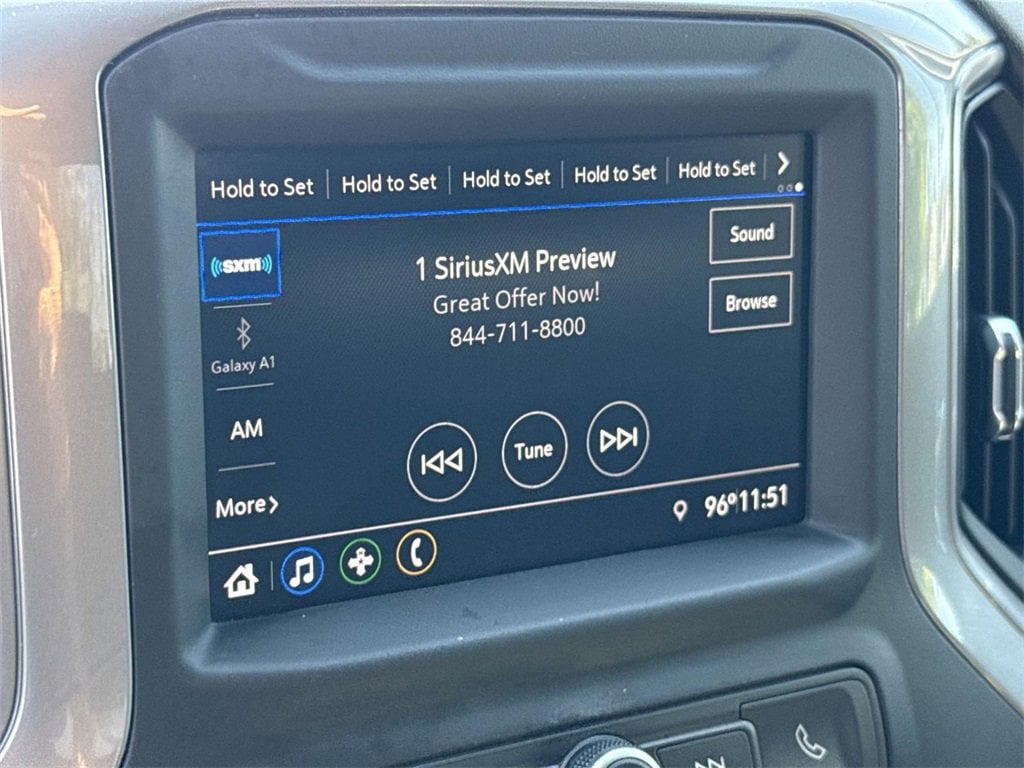 Hold to Set Hold to Set Hold to Set Hold to Set Hold to Set
((sxm))
1 SiriusXM Preview
Great Offer Now!
844-711-8800
Sound
Browse
Galaxy A1
AM
More
Tune
96° 11:51